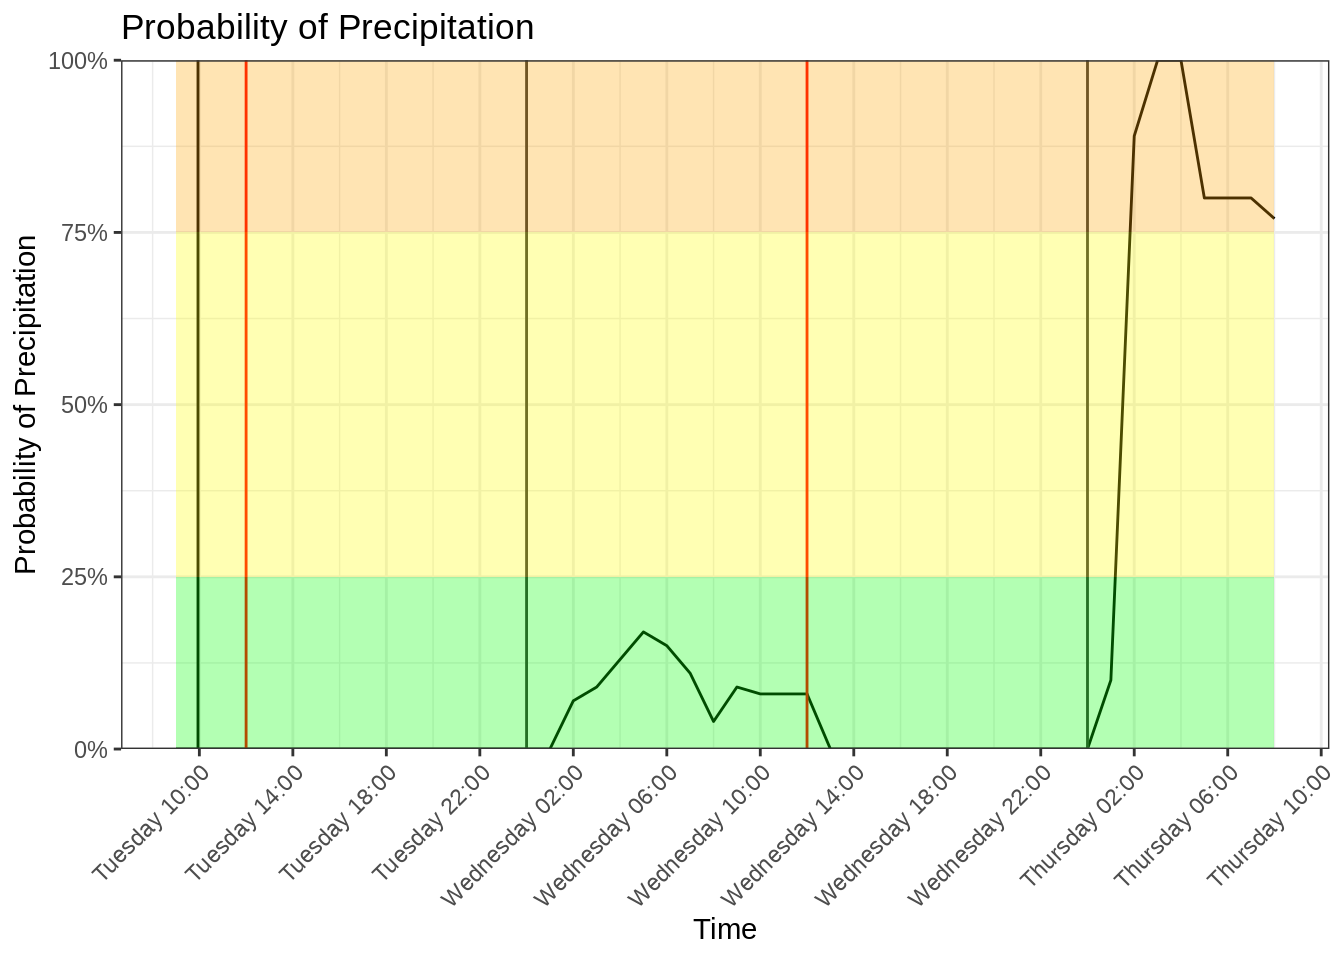 Probability of Precipitation
Probability of Precipitation
100%
75%
50%
25%
0%
Tuesday 10:00
Tuesday 14:00
Tuesday 18:00
Tuesday 22:00
Wednesday 02:00
Wednesday 06:00
Wednesday 10:00
Wednesday 14:00
Wednesday 18:00
Wednesday 22:00
Thursday 02:00
Thursday 06:00
Thursday 10:00
Time